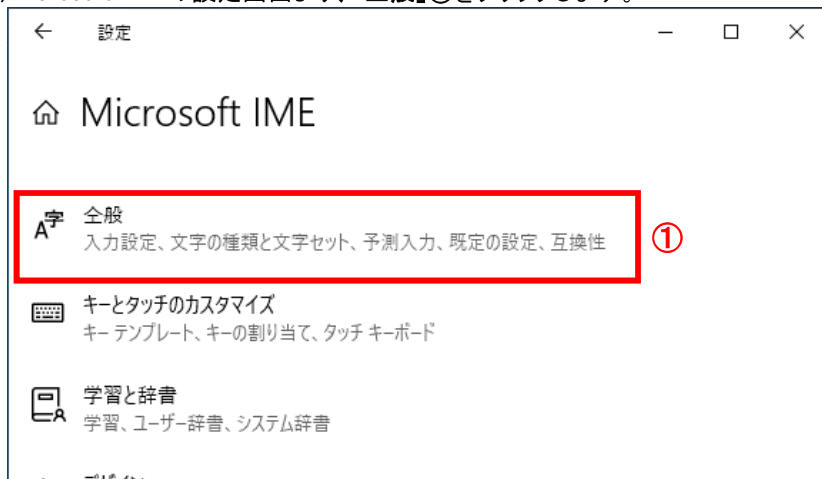 設定
Microsoft IME
全般
入力設定、文字の種類と文字セット、予測入力、既定の設定、互換性
①
キーとタッチのカスタマイズ
キー テンプレート、キーの割り当て、タッチ キーボード
学習と辞書
学習、ユーザー辞書、システム辞書